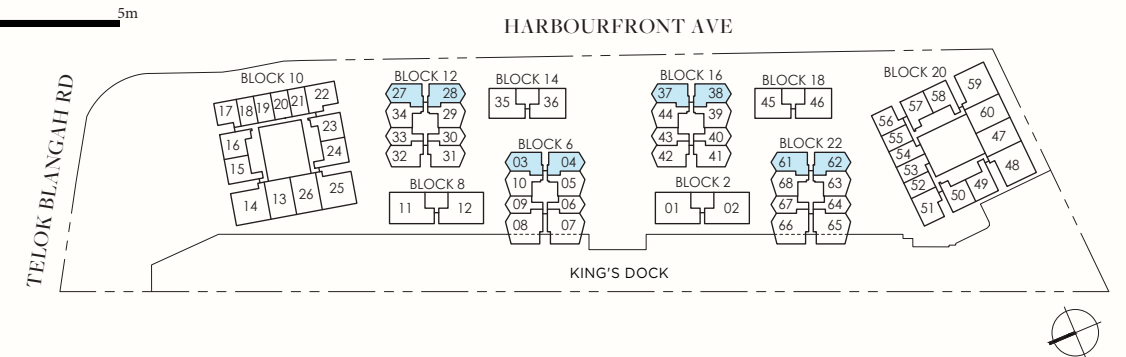 5m
HARBOURFRONT AVE
TELOK BLANGAH RD
BLOCK 10
17 18 19 20 21 22
23
16
24
15
14 13 26 25
BLOCK 12
27 28
34 29
33 30
32 31
BLOCK 14
35 36
BLOCK 6
03 04
10 05
09 06
08 07
BLOCK 8
11 12
BLOCK 16
37 38
44 39
43 40
42 41
BLOCK 18
45 46
BLOCK 2
01 02
BLOCK 22
61 62
68 63
67 64
66 65
BLOCK 20
59
58
57
56
60
55
47
54
53
48
52
49
50
51
KING'S DOCK